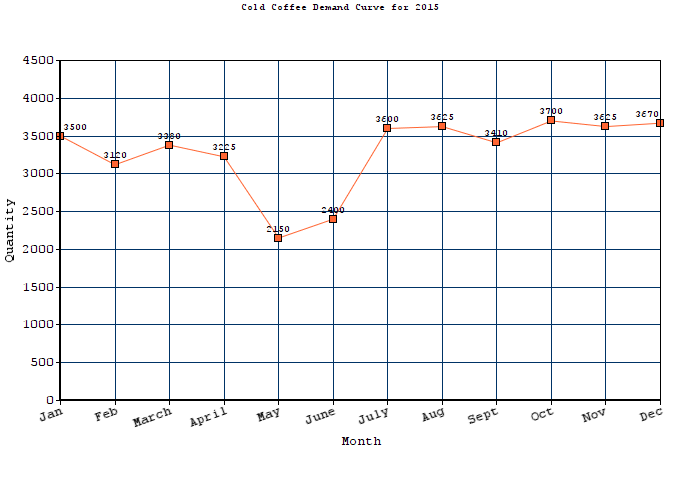 Cold Coffee Demand Curve for 2015
4500
4000
3500
3000
2500
2000
1500
1000
500
0
Quantity
3500
3120
3380
3225
2150
2400
3600
3625
3410
3700
3625
3670
Jan
Feb
March
April
May
June
July
Aug
Sept
Oct
Nov
Dec
Month